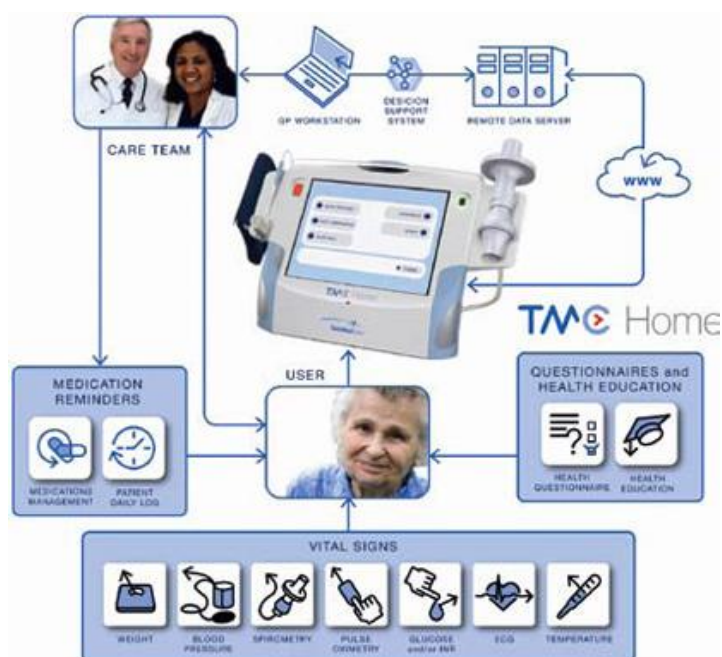 GP WORKSTATION
DESICION
SUPPORT
SYSTEM
REMOTE DATA SERVER
CARE TEAM
www
TMC Home
TMC Home
USER
MEDICATION
REMINDERS
MEDICATIONS
MANAGEMENT
PATIENT
DAILY LOG
QUESTIONNAIRES and
HEALTH EDUCATION
HEALTH
QUESTIONNAIRE
HEALTH
EDUCATION
VITAL SIGNS
WEIGHT
BLOOD
PRESSURE
SPIROMETRY
PULSE
OXIMETRY
GLUCOSE
and/or INR
ECG
TEMPERATURE